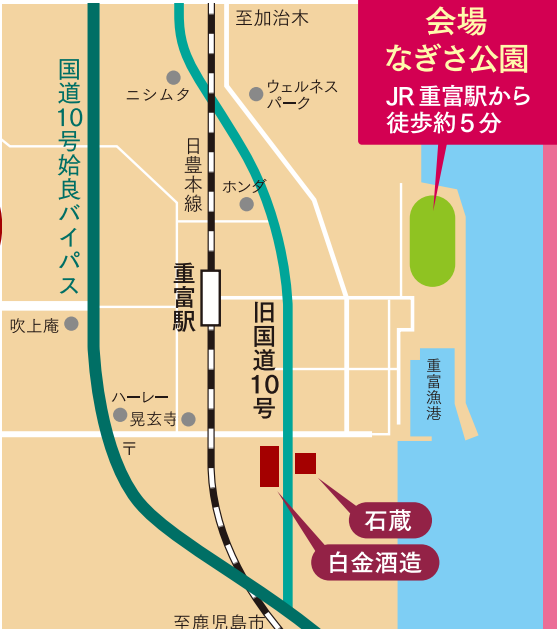 至加治木
会場
なぎさ公園
JR重富駅から
徒歩約5分
国道10号姶良バイパス
ニシムタ
ウェルネス
パーク
日豊本線
ホンダ
重富駅
旧国道10号
吹上庵
重富漁港
ハーレー
晃玄寺
〒
石蔵
白金酒造
至鹿児島市